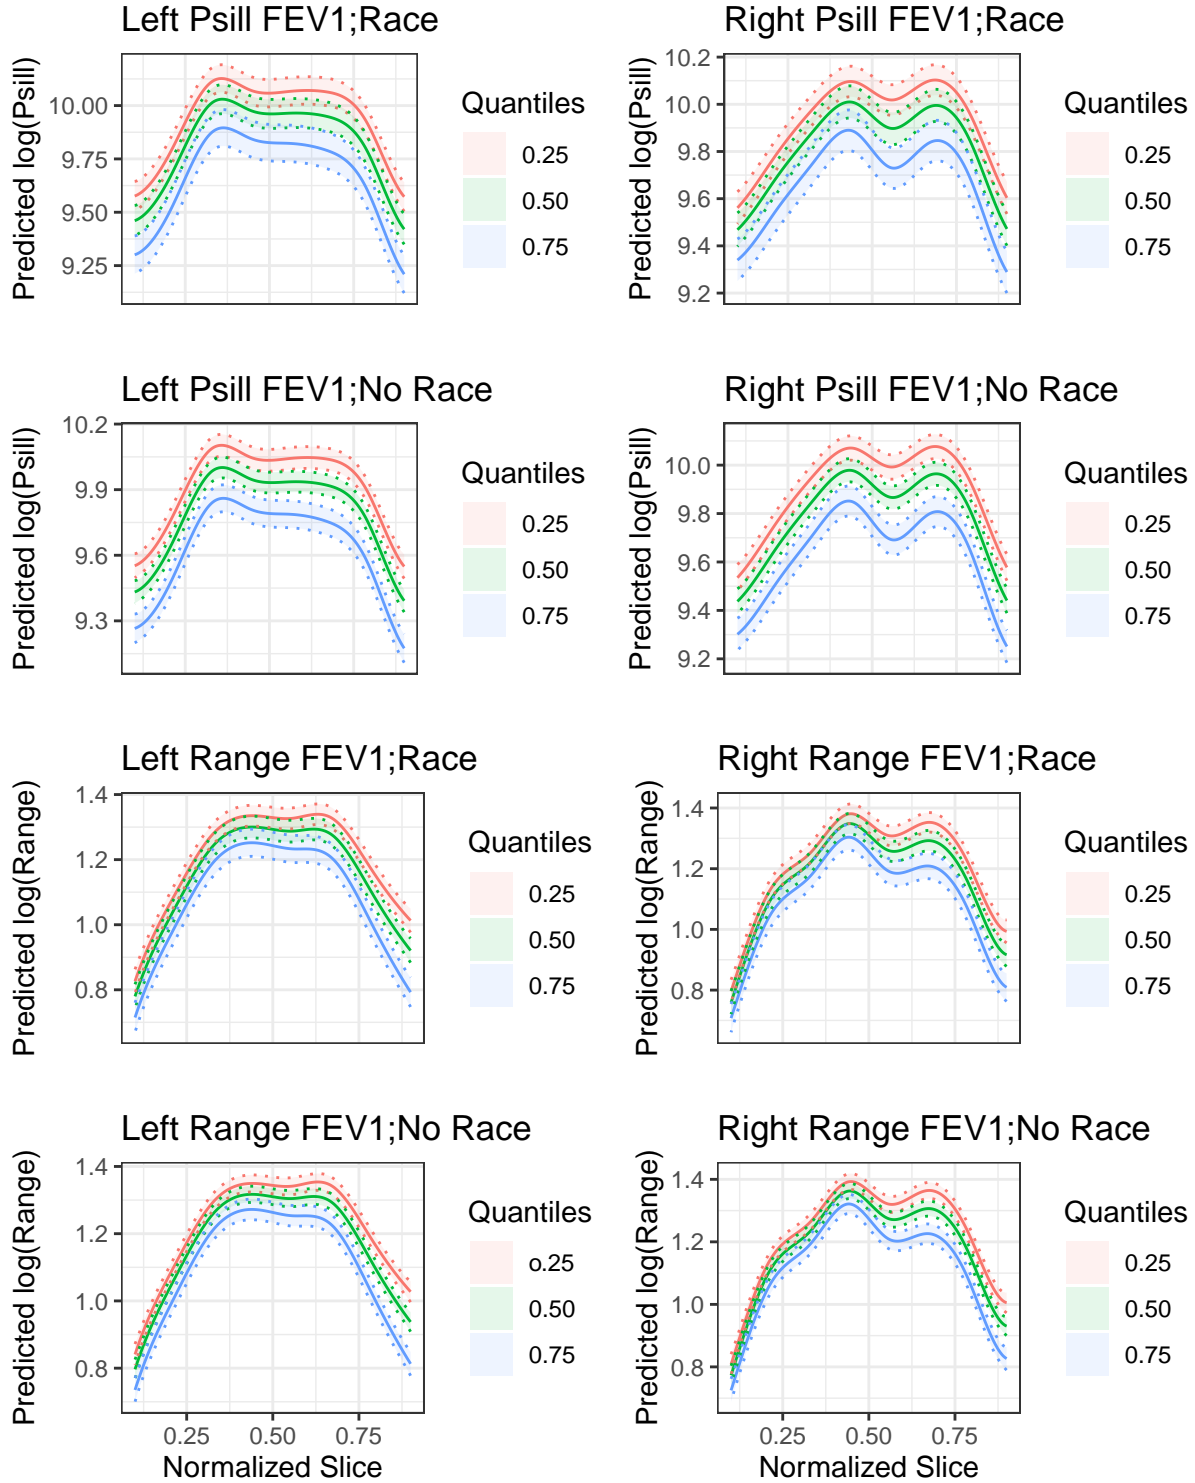 Left Psill FEV1;Race
Predicted log(Psill)
10.00
9.75
9.50
9.25
Quantiles
0.25
0.50
0.75
Right Psill FEV1;Race
Predicted log(Psill)
10.2
10.0
9.8
9.6
9.4
9.2
Quantiles
0.25
0.50
0.75
Left Psill FEV1;No Race
Predicted log(Psill)
10.2
9.9
9.6
9.3
Quantiles
0.25
0.50
0.75
Right Psill FEV1;No Race
Predicted log(Psill)
10.0
9.8
9.6
9.4
9.2
Quantiles
0.25
0.50
0.75
Left Range FEV1;Race
Predicted log(Range)
1.4
1.2
1.0
0.8
Quantiles
0.25
0.50
0.75
Right Range FEV1;Race
Predicted log(Range)
1.4
1.2
1.0
0.8
Quantiles
0.25
0.50
0.75
Left Range FEV1;No Race
Predicted log(Range)
1.4
1.2
1.0
0.8
0.25 0.50 0.75
Normalized Slice
Quantiles
o.25
0.50
0.75
Right Range FEV1;No Race
Predicted log(Range)
1.4
1.2
1.0
0.8
0.25 0.50 0.75
Normalized Slice
Quantiles
0.25
0.50
0.75